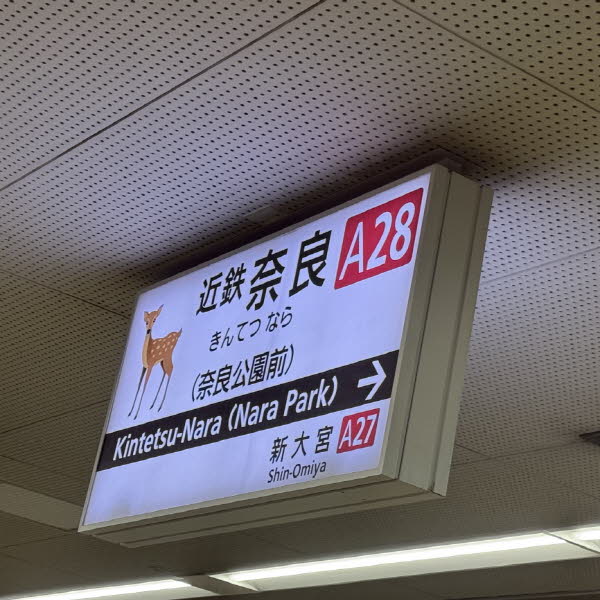 近鉄奈良 A28
きんてつ なら
(奈良公園前)
Kintetsu-Nara (Nara Park) →
新大宮 A27
Shin-Omiya